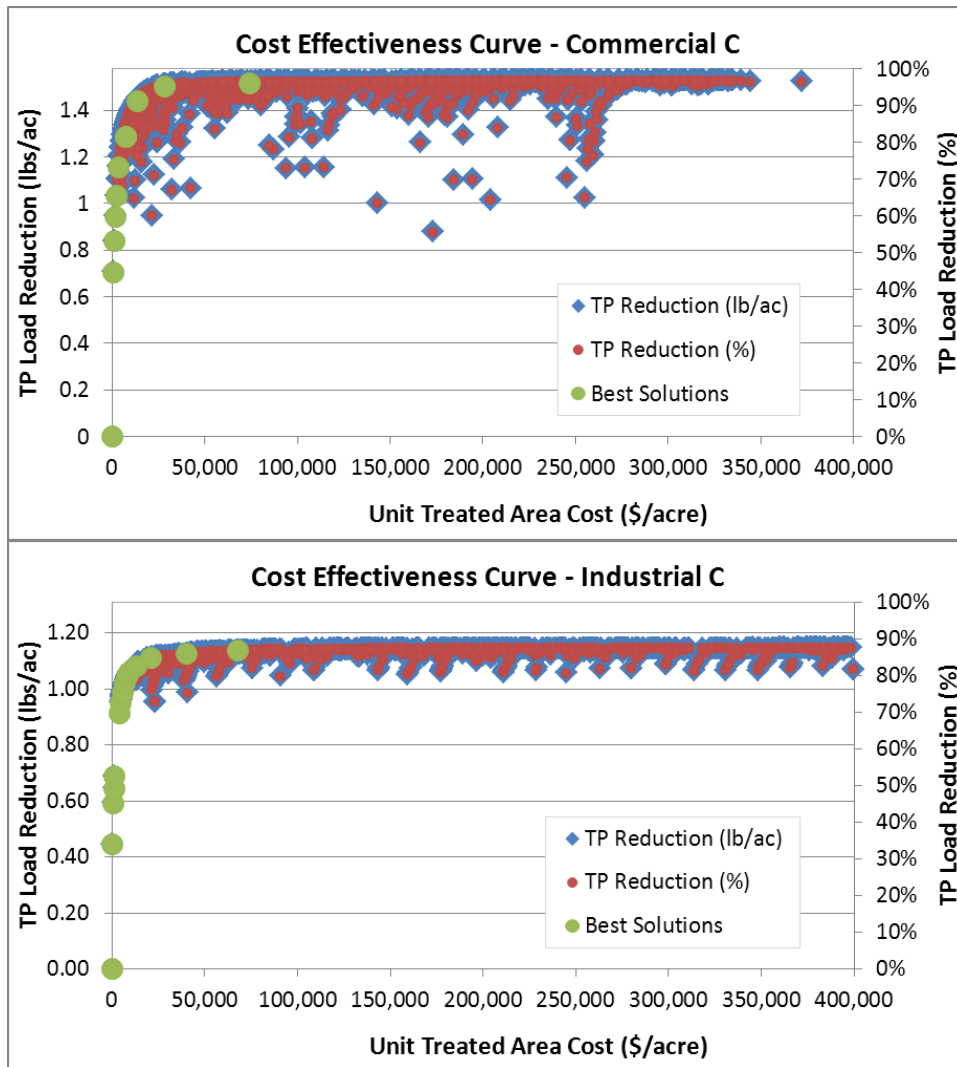 Cost Effectiveness Curve - Commercial C
TP Load Reduction (lbs/ac)
1.4
1.2
1
0.8
0.6
0.4
0.2
0
100%
90%
80%
70%
60%
50%
40%
30%
20%
10%
0%
TP Load Reduction (%)
TP Reduction (lb/ac)
TP Reduction (%)
Best Solutions
0 50,000 100,000 150,000 200,000 250,000 300,000 350,000 400,000
Unit Treated Area Cost ($/acre)
Cost Effectiveness Curve - Industrial C
TP Load Reduction (lbs/ac)
1.20
1.00
0.80
0.60
0.40
0.20
0.00
100%
90%
80%
70%
60%
50%
40%
30%
20%
10%
0%
TP Load Reduction (%)
TP Reduction (lb/ac)
TP Reduction (%)
Best Solutions
0 50,000 100,000 150,000 200,000 250,000 300,000 350,000 400,000
Unit Treated Area Cost ($/acre)